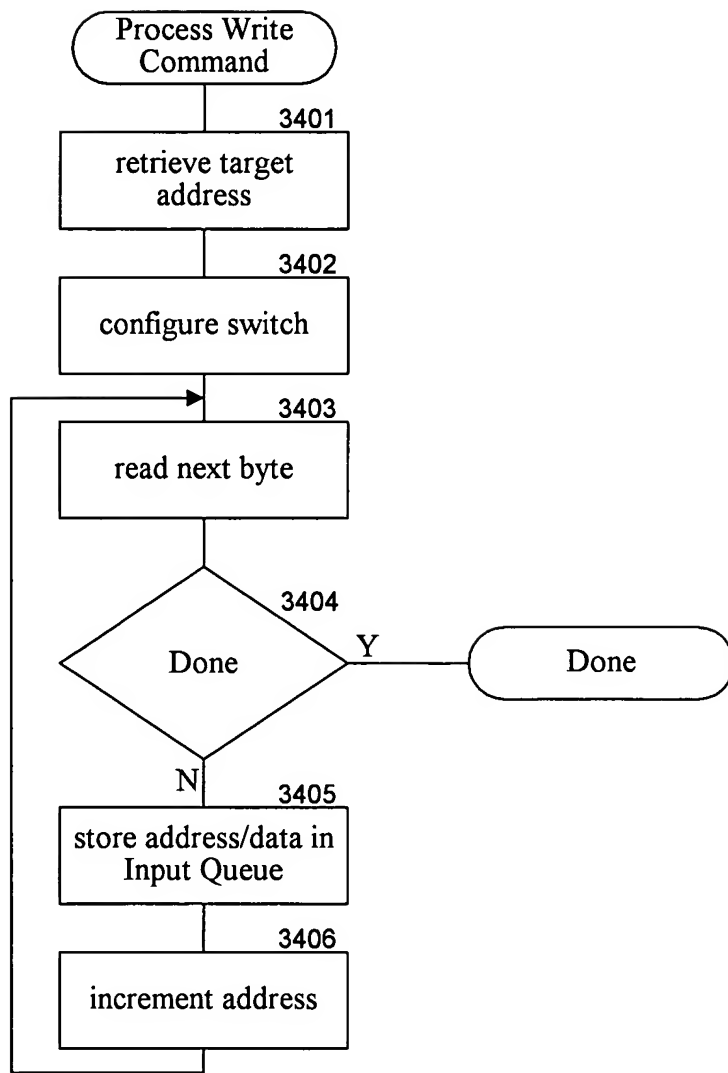 Process Write
Command
3401
retrieve target
address
3402
configure switch
3403
read next byte
3404
Done
Y
Done
N
3405
store address/data in
Input Queue
3406
increment address